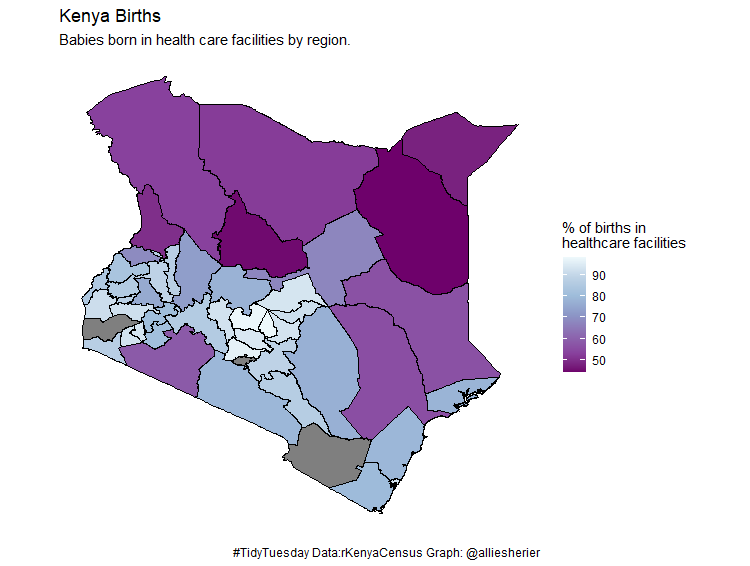 Kenya Births
Babies born in health care facilities by region.
% of births in
healthcare facilities
90
80
70
60
50
#TidyTuesday Data:rKenyaCensus Graph: @alliesherier